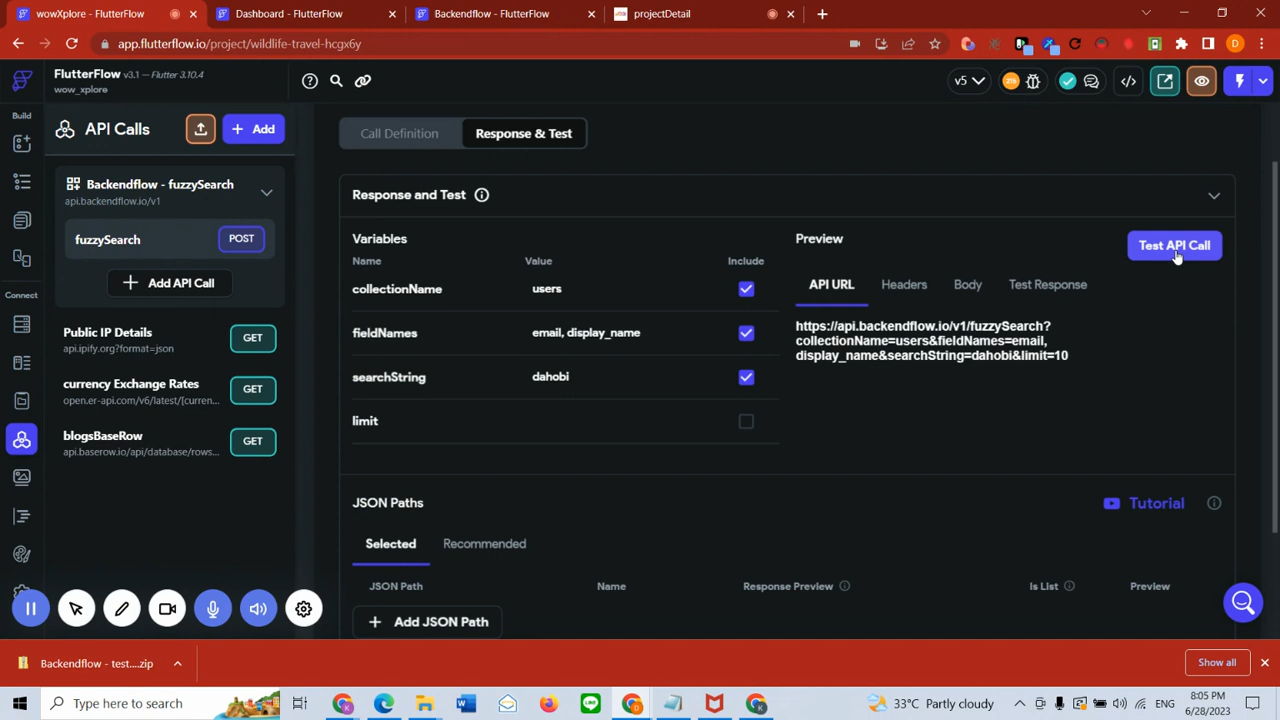 wowXplore - FlutterFlow
Dashboard - FlutterFlow
Backendflow - FlutterFlow
projectDetail
app.flutterflow.io/project/wildlife-travel-hcgx6y
D
FlutterFlow v3.1 — Flutter 3.10.4
wow_xplore
v5
Build
API Calls
Add
Call Definition
Response & Test
Backendflow - fuzzySearch
api.backendflow.io/v1
fuzzySearch
POST
Add API Call
Connect
Public IP Details
api.ipify.org?format=json
GET
currency Exchange Rates
open.er-api.com/v6/latest/[curren...
GET
blogsBaseRow
api.baserow.io/api/database/rows...
GET
Response and Test
Variables
Name
Value
Include
collectionName
users
fieldNames
email, display_name
searchString
dahobi
limit
Preview
Test API Call
API URL
Headers
Body
Test Response
https://api.backendflow.io/v1/fuzzySearch?
collectionName=users&fieldNames=email,
display_name&searchString=dahobi&limit=10
JSON Paths
Tutorial
Selected
Recommended
JSON Path
Name
Response Preview
Is List
Preview
Add JSON Path
Backendflow - test....zip
Show all
Type here to search
33°C Partly cloudy
ENG
8:05 PM
6/28/2023